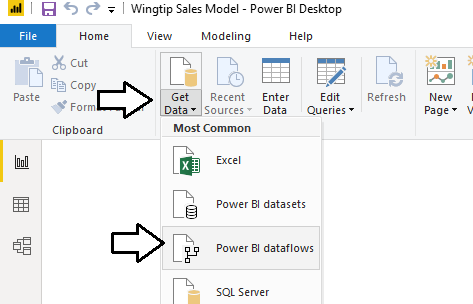 Wingtip Sales Model - Power BI Desktop
File Home View Modeling Help
Paste
Cut
Copy
Clipboard
Get Data
Recent Sources
Enter Data
Edit Queries
Refresh
New Page
New
Most Common
Excel
Power BI datasets
Power BI dataflows
SQL Server